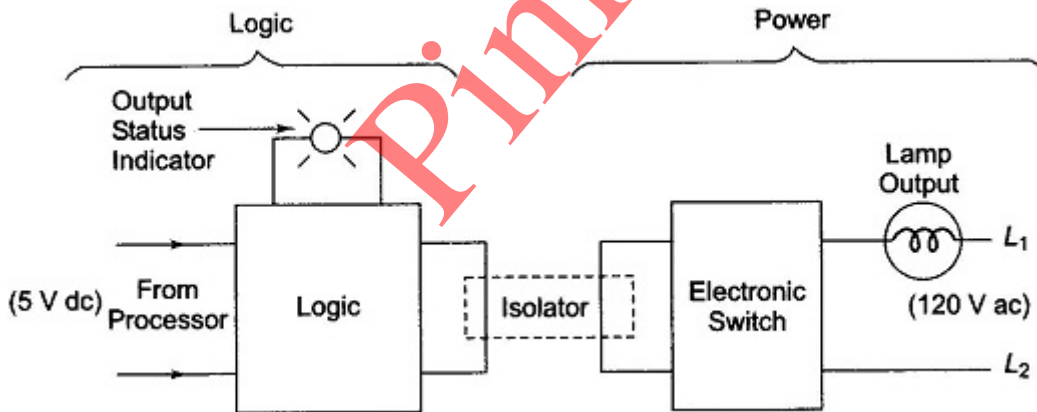 Logic
Power
Output
Status
Indicator
Lamp
Output
L1
(5 V dc)
From
Processor
Logic
Isolator
Electronic
Switch
(120 V ac)
L2
Pin